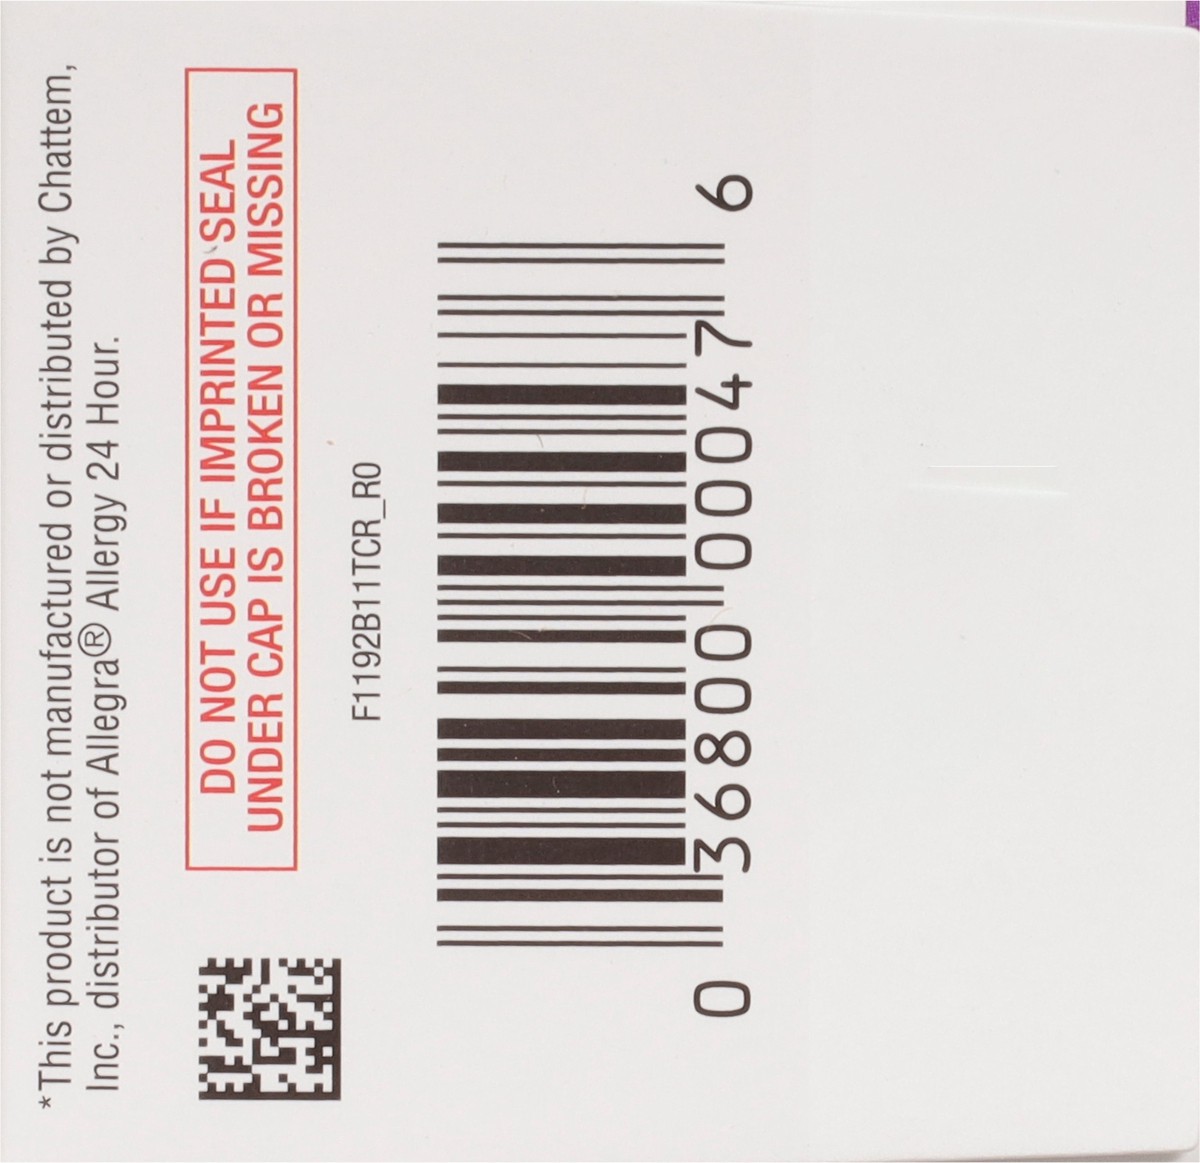 *This product is not manufactured or distributed by Chattem,
Inc., distributor of Allegra® Allergy 24 Hour.
DO NOT USE IF IMPRINTED SEAL
UNDER CAP IS BROKEN OR MISSING
F1192B11TCR_R0
0 36800 00047 6